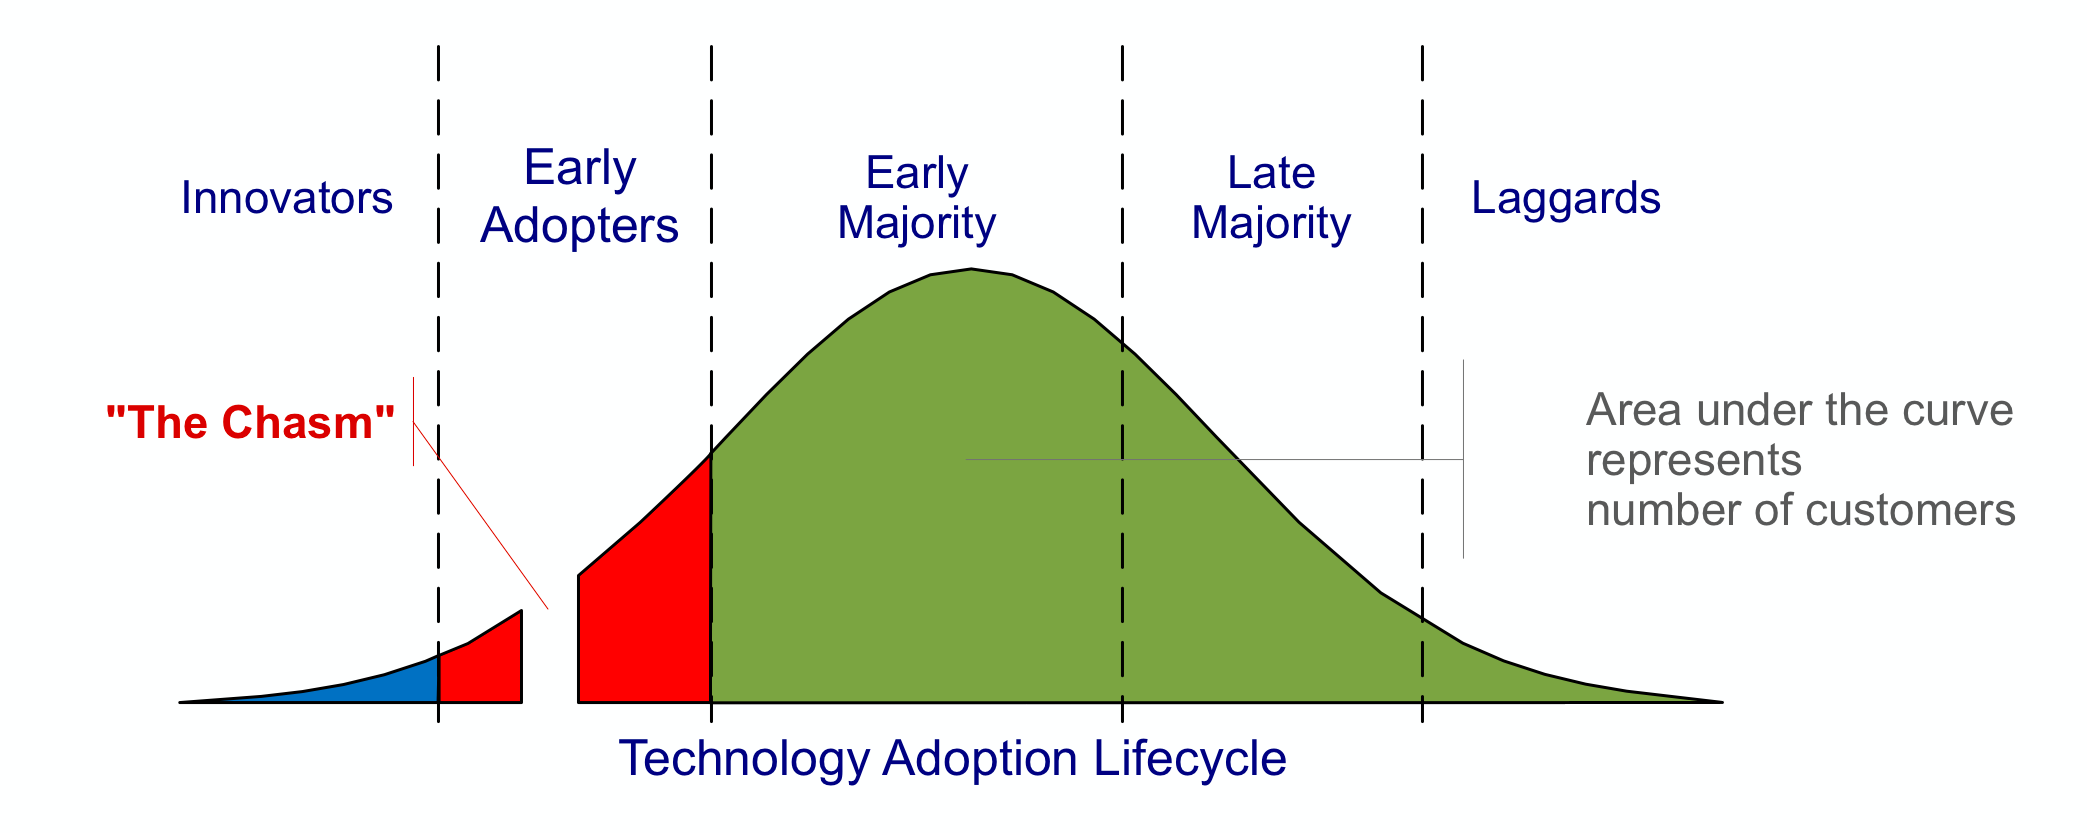 Innovators
Early
Adopters
Early
Majority
Late
Majority
Laggards
"The Chasm"
Area under the curve
represents
number of customers
Technology Adoption Lifecycle